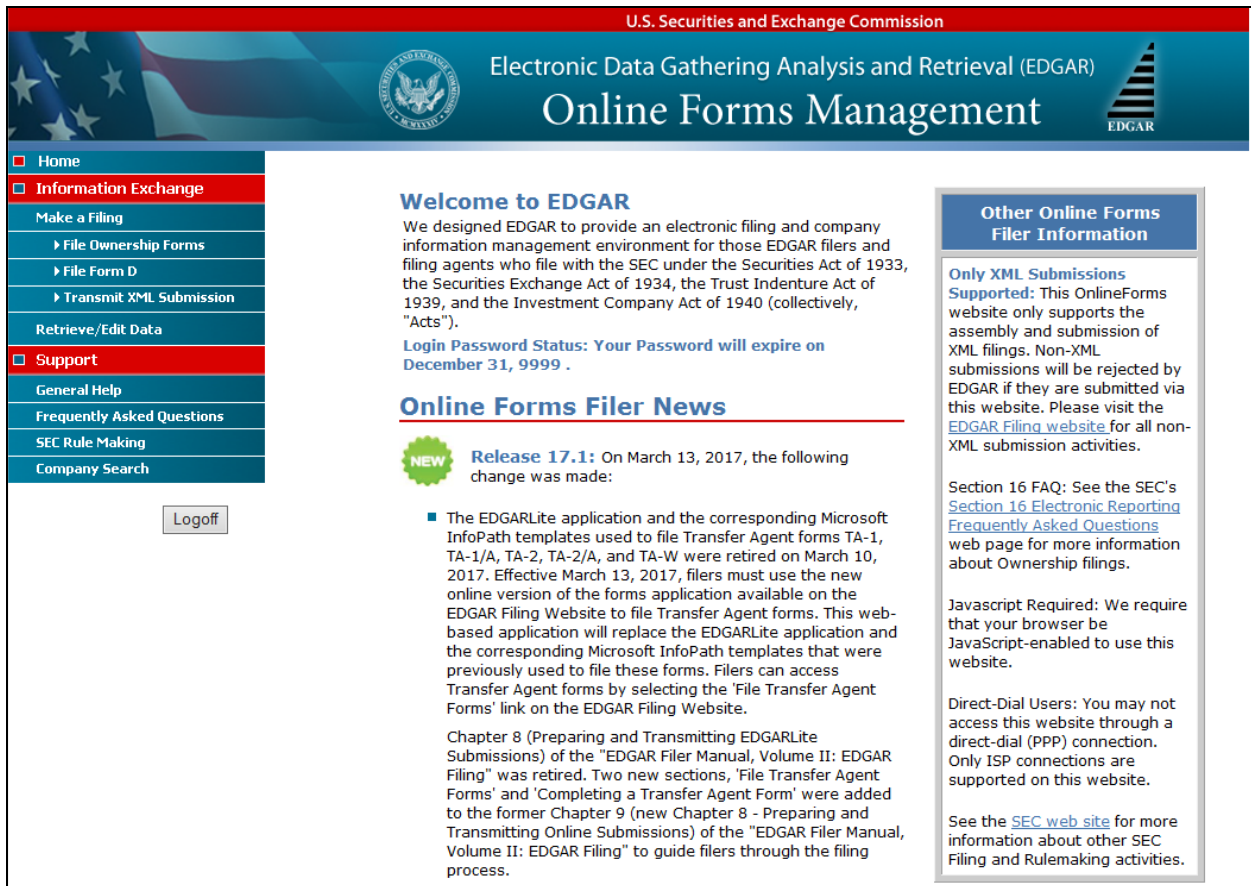 U.S. Securities and Exchange Commission
Electronic Data Gathering Analysis and Retrieval (EDGAR)
Online Forms Management
EDGAR
Home
Information Exchange
Make a Filing
File Ownership Forms
File Form D
Transmit XML Submission
Retrieve/Edit Data
Support
General Help
Frequently Asked Questions
SEC Rule Making
Company Search
Logoff
Welcome to EDGAR
We designed EDGAR to provide an electronic filing and company
information management environment for those EDGAR filers and
filing agents who file with the SEC under the Securities Act of 1933,
the Securities Exchange Act of 1934, the Trust Indenture Act of
1939, and the Investment Company Act of 1940 (collectively,
"Acts").
Login Password Status: Your Password will expire on
December 31, 9999 .
Online Forms Filer News
NEW
Release 17.1: On March 13, 2017, the following
change was made:
The EDGARLite application and the corresponding Microsoft
InfoPath templates used to file Transfer Agent forms TA-1,
TA-1/A, TA-2, TA-2/A, and TA-W were retired on March 10,
2017. Effective March 13, 2017, filers must use the new
online version of the forms application available on the
EDGAR Filing Website to file Transfer Agent forms. This web-
based application will replace the EDGARLite application and
the corresponding Microsoft InfoPath templates that were
previously used to file these forms. Filers can access
Transfer Agent forms by selecting the 'File Transfer Agent
Forms' link on the EDGAR Filing Website.
Chapter 8 (Preparing and Transmitting EDGARLite
Submissions) of the "EDGAR Filer Manual, Volume II: EDGAR
Filing" was retired. Two new sections, 'File Transfer Agent
Forms' and 'Completing a Transfer Agent Form' were added
to the former Chapter 9 (new Chapter 8 - Preparing and
Transmitting Online Submissions) of the "EDGAR Filer Manual,
Volume II: EDGAR Filing" to guide filers through the filing
process.
Other Online Forms
Filer Information
Only XML Submissions
Supported: This OnlineForms
website only supports the
assembly and submission of
XML filings. Non-XML
submissions will be rejected by
EDGAR if they are submitted via
this website. Please visit the
EDGAR Filing website for all non-
XML submission activities.
Section 16 FAQ: See the SEC's
Section 16 Electronic Reporting
Frequently Asked Questions
web page for more information
about Ownership filings.
Javascript Required: We require
that your browser be
JavaScript-enabled to use this
website.
Direct-Dial Users: You may not
access this website through a
direct-dial (PPP) connection.
Only ISP connections are
supported on this website.
See the SEC web site for more
information about other SEC
Filing and Rulemaking activities.